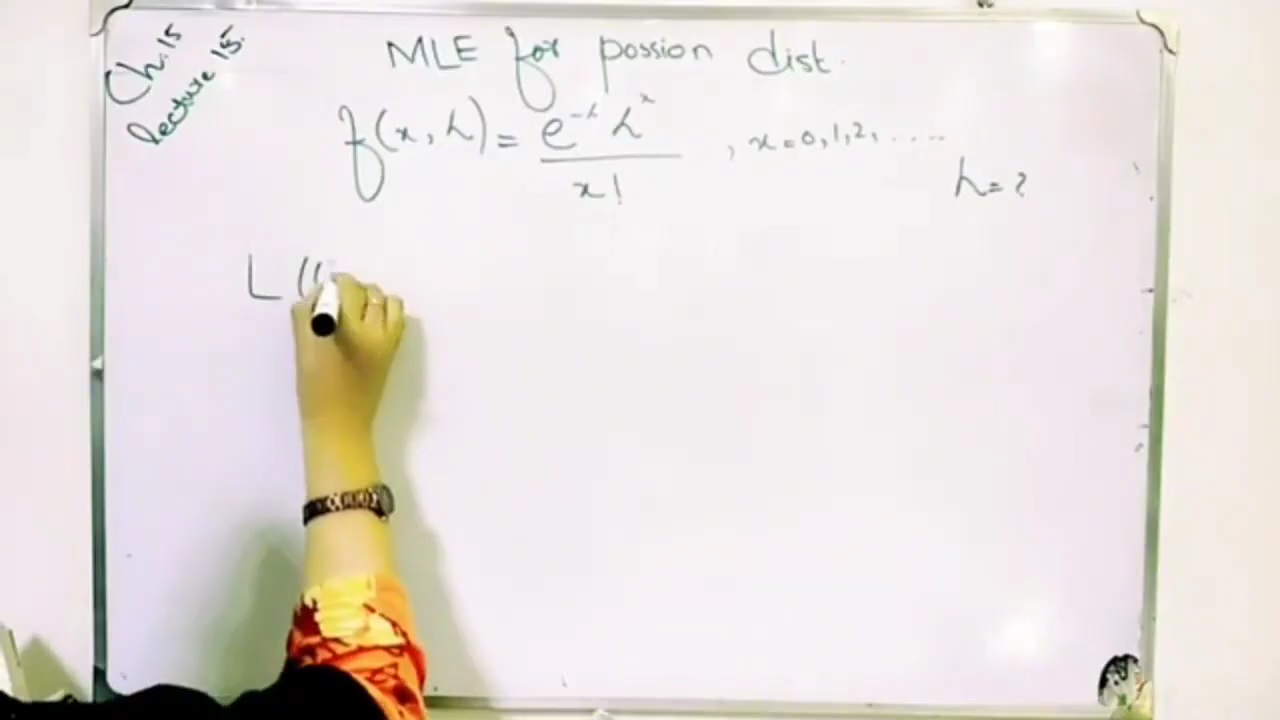 Ch. 15
lecture 15.
MLE for possion dist.
f(x, λ) = e^-λ λ^x / x! , x = 0, 1, 2, .....
λ = ?
L (